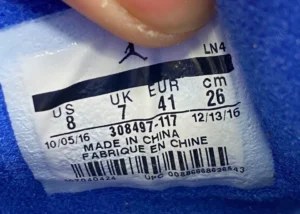 LN4
US UK EUR cm
8 7 41 26
10/05/16 308497-117 12/13/16
MADE IN CHINA
FABRIQUE EN CHINE